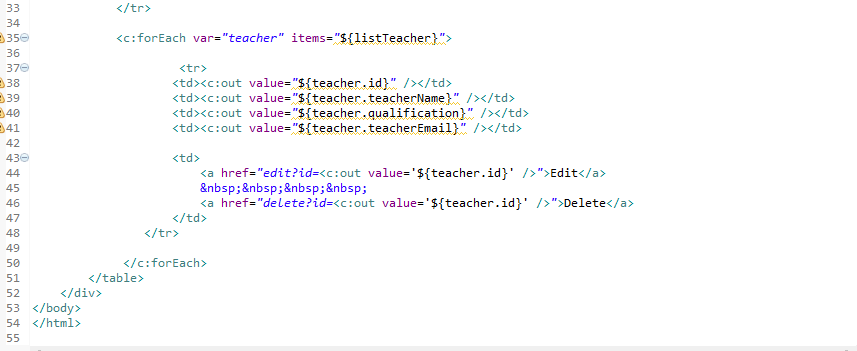 33 </tr>
34
35 <c:forEach var="teacher" items="${listTeacher}">
36
37 <tr>
38 <td><c:out value="${teacher.id}" /></td>
39 <td><c:out value="${teacher.teacherName}" /></td>
40 <td><c:out value="${teacher.qualification}" /></td>
41 <td><c:out value="${teacher.teacherEmail}" /></td>
42
43 <td>
44 <a href="edit?id=<c:out value='${teacher.id}' />">Edit</a>
45 &nbsp;&nbsp;&nbsp;&nbsp;
46 <a href="delete?id=<c:out value='${teacher.id}' />">Delete</a>
47 </td>
48 </tr>
49
50 </c:forEach>
51 </table>
52 </div>
53 </body>
54 </html>
55